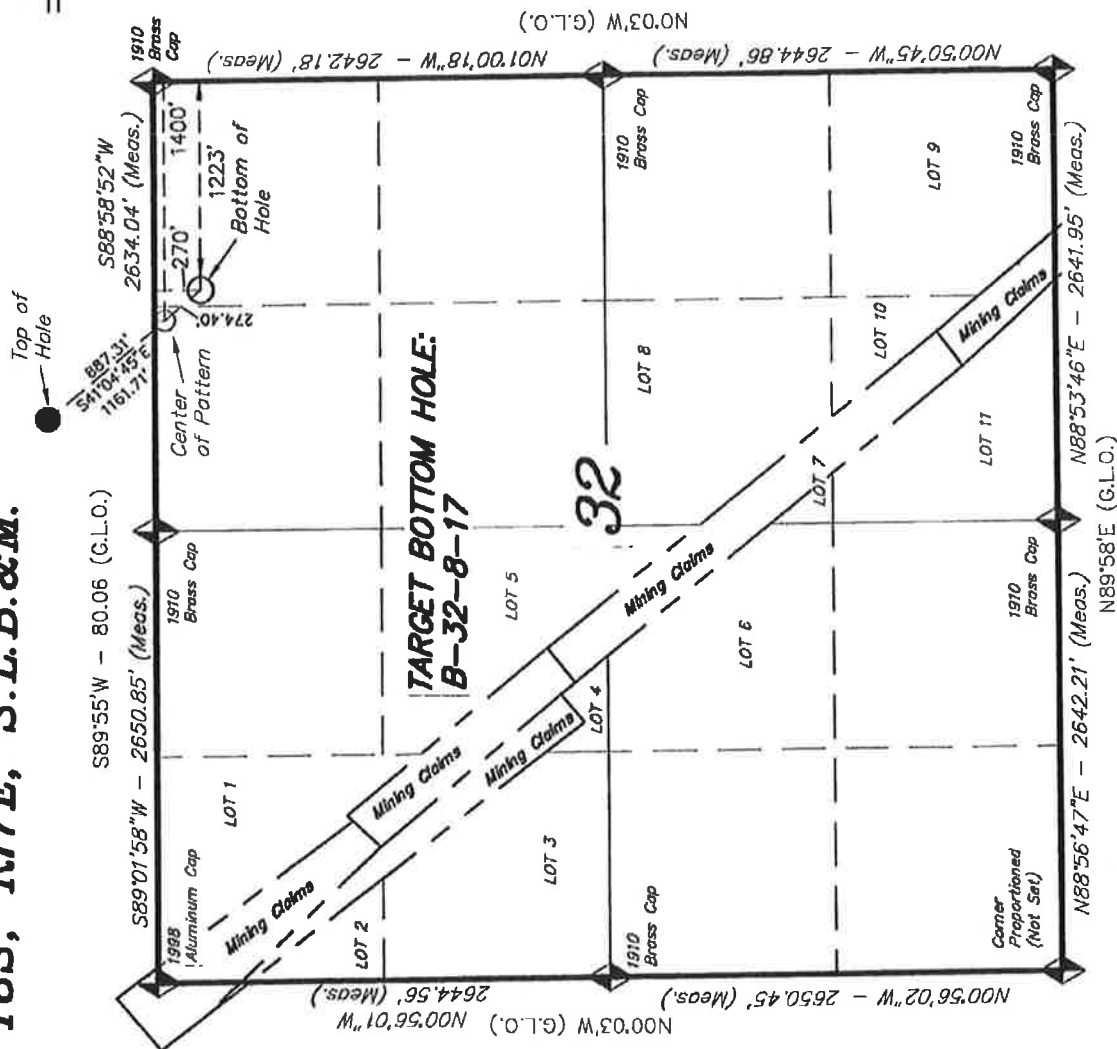 T8S, R17E, S.L.B.&M.
S89°55'W - 80.06 (G.L.O.)
S89°01'58"W - 2650.85' (Meas.)
S88°58'52"W
2634.04' (Meas.)
Top of
Hole
887.31'
S41°04'45"E
1161.71'
Center
of Pattern
274.40'
270'
1400'
1223'
Bottom of
Hole
1910
Brass
Cap
1998
Aluminum Cap
1910
Brass Cap
Mining Claims
LOT 1
LOT 2
Mining Claims
Mining Claims
LOT 3
LOT 4
LOT 5
TARGET BOTTOM HOLE:
B-32-8-17
32
LOT 8
1910
Brass Cap
1910
Brass Cap
Mining Claims
LOT 6
LOT 7
LOT 10
LOT 9
LOT 11
Mining Claims
Corner
Proportioned
(Not Set)
1910
Brass Cap
1910
Brass Cap
N00°56'01"W
2644.56' (Meas.)
N00°03'W (G.L.O.)
N00°56'02"W - 2650.45' (Meas.)
N01°00'18"W - 2642.18' (Meas.)
N0°03'W (G.L.O.)
N00°50'45"W - 2644.86' (Meas.)
N88°56'47"E - 2642.21' (Meas.)
N88°53'46"E - 2641.95' (Meas.)
N89°58'E (G.L.O.)